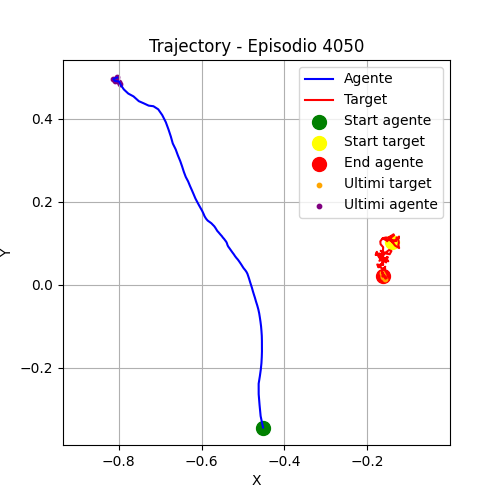 Trajectory - Episodio 4050
Agente
Target
Start agente
Start target
End agente
Ultimi target
Ultimi agente
0.4
0.2
0.0
−0.2
Y
−0.8
−0.6
−0.4
−0.2
X